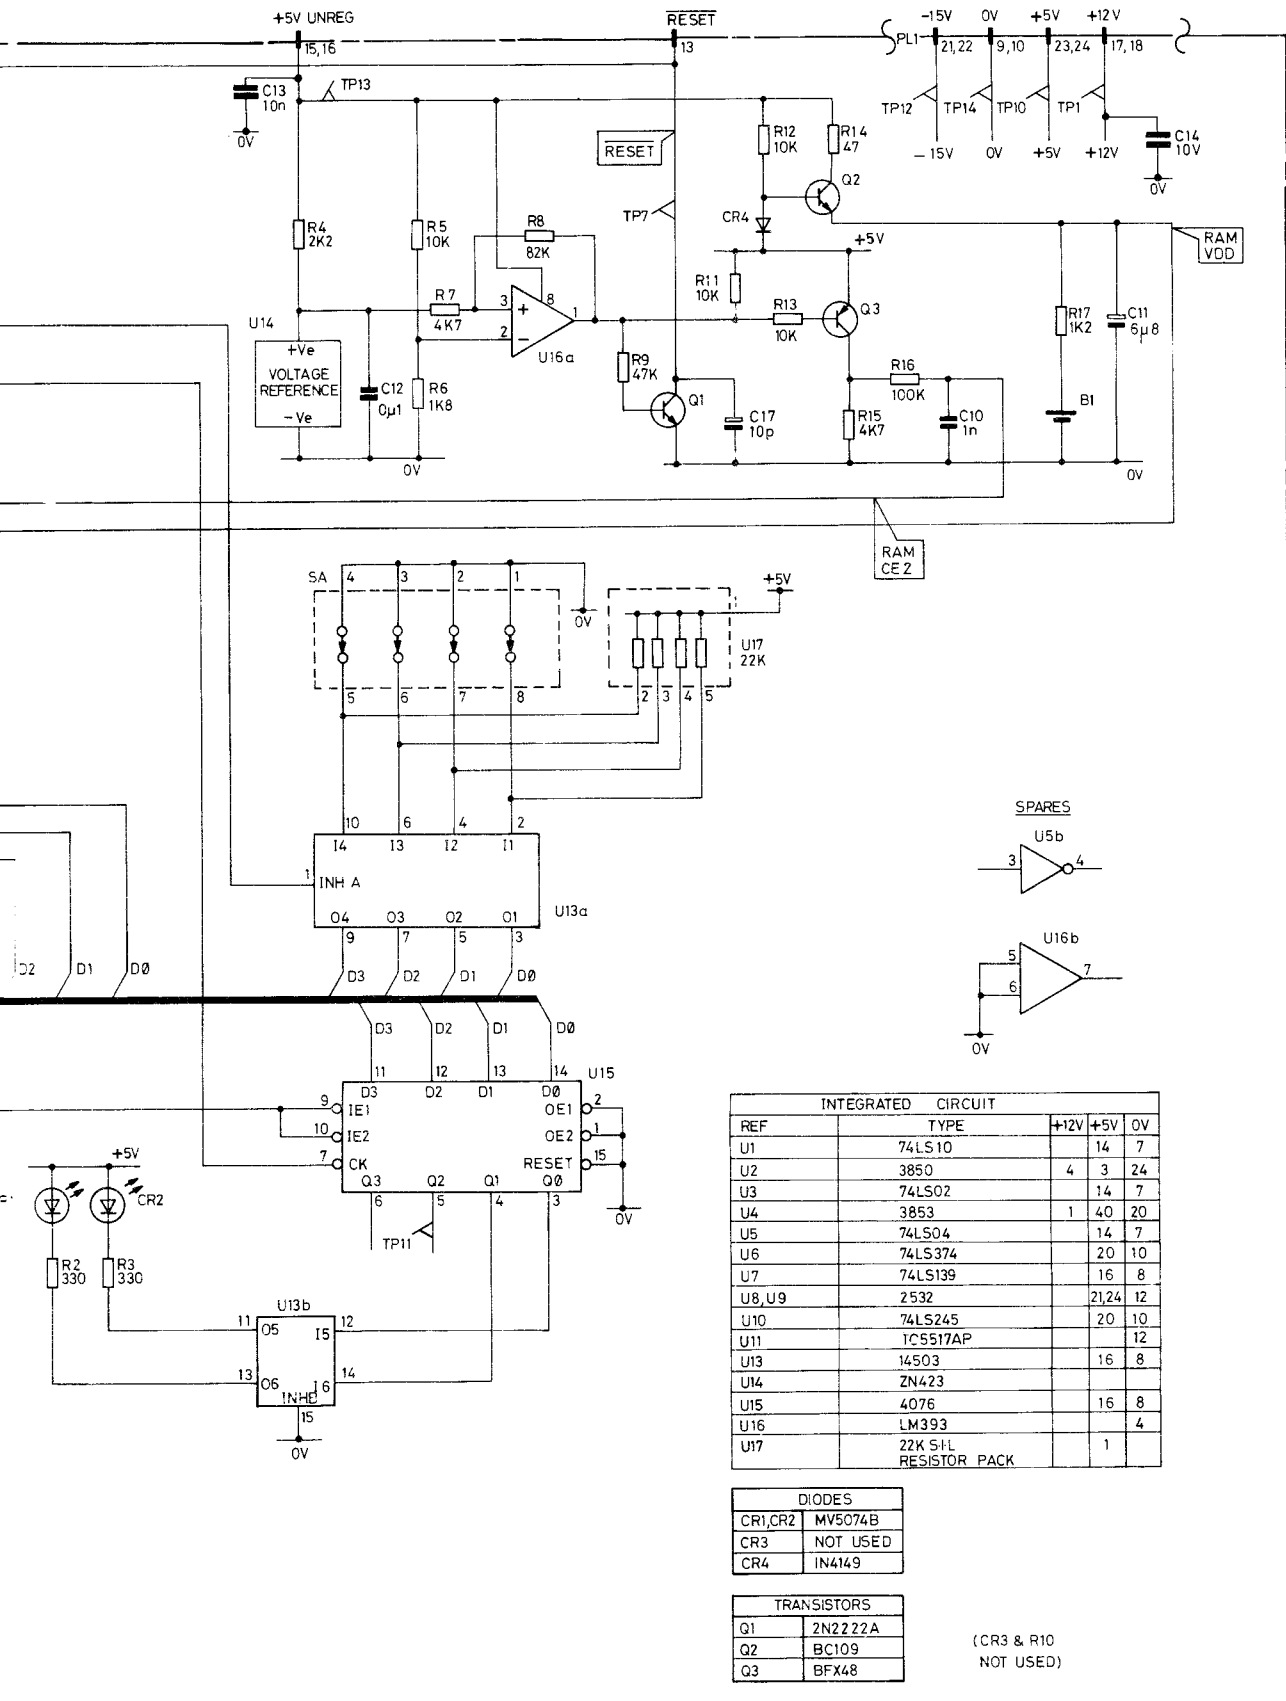 +5V UNREG
RESET
-15V 0V +5V +12V
15,16
13
PL1 21,22 9,10 23,24 17,18
C13
10n
TP13
0V
TP12 TP14 TP10 TP1
R12
10K
R14
47
C14
10V
RESET
-15V 0V +5V +12V
Q2
0V
TP7
CR4
R4
2K2
R5
10K
R8
82K
+5V
RAM
VDD
R11
10K
R7
4K7
3 + 8 1
2 -
U16a
R13
10K
Q3
R17
1K2
C11
6µ8
U14
+Ve
VOLTAGE
REFERENCE
-Ve
C12
0µ1
R6
1K8
R9
47K
R16
100K
Q1
C17
10p
R15
4K7
C10
1n
B1
0V
0V
RAM
CE 2
SA 4 3 2 1
+5V
0V
U17
22K
5 6 7 8
2 3 4 5
10 6 4 2
I4 I3 I2 I1
1 INH A
U13a
O4 O3 O2 O1
9 7 5 3
D2 D1 DØ
D3 D2 D1 DØ
D3 D2 D1 DØ
11 12 13 14 U15
D3 D2 D1 DØ
9 IE1 OE1 2
10 IE2 OE2 1
7 CK RESET 15
Q3 Q2 Q1 QØ
6 5 4 3
0V
TP11
+5V
CR2
R2
330
R3
330
U13b
11 O5 I5 12
13 O6 I6 14
INHB
15
0V
SPARES
U5b
3 4
U16b
5
6
7
0V
INTEGRATED CIRCUIT
REF TYPE +12V +5V 0V
U1 74LS10 14 7
U2 3850 4 3 24
U3 74LS02 14 7
U4 3853 1 40 20
U5 74LS04 14 7
U6 74LS374 20 10
U7 74LS139 16 8
U8,U9 2532 21,24 12
U10 74LS245 20 10
U11 TC5517AP 12
U13 14503 16 8
U14 ZN423
U15 4076 16 8
U16 LM393 4
U17 22K S·I·L 1
RESISTOR PACK
DIODES
CR1,CR2 MV5074B
CR3 NOT USED
CR4 IN4149
TRANSISTORS
Q1 2N2222A
Q2 BC109
Q3 BFX48
(CR3 & R10
NOT USED)